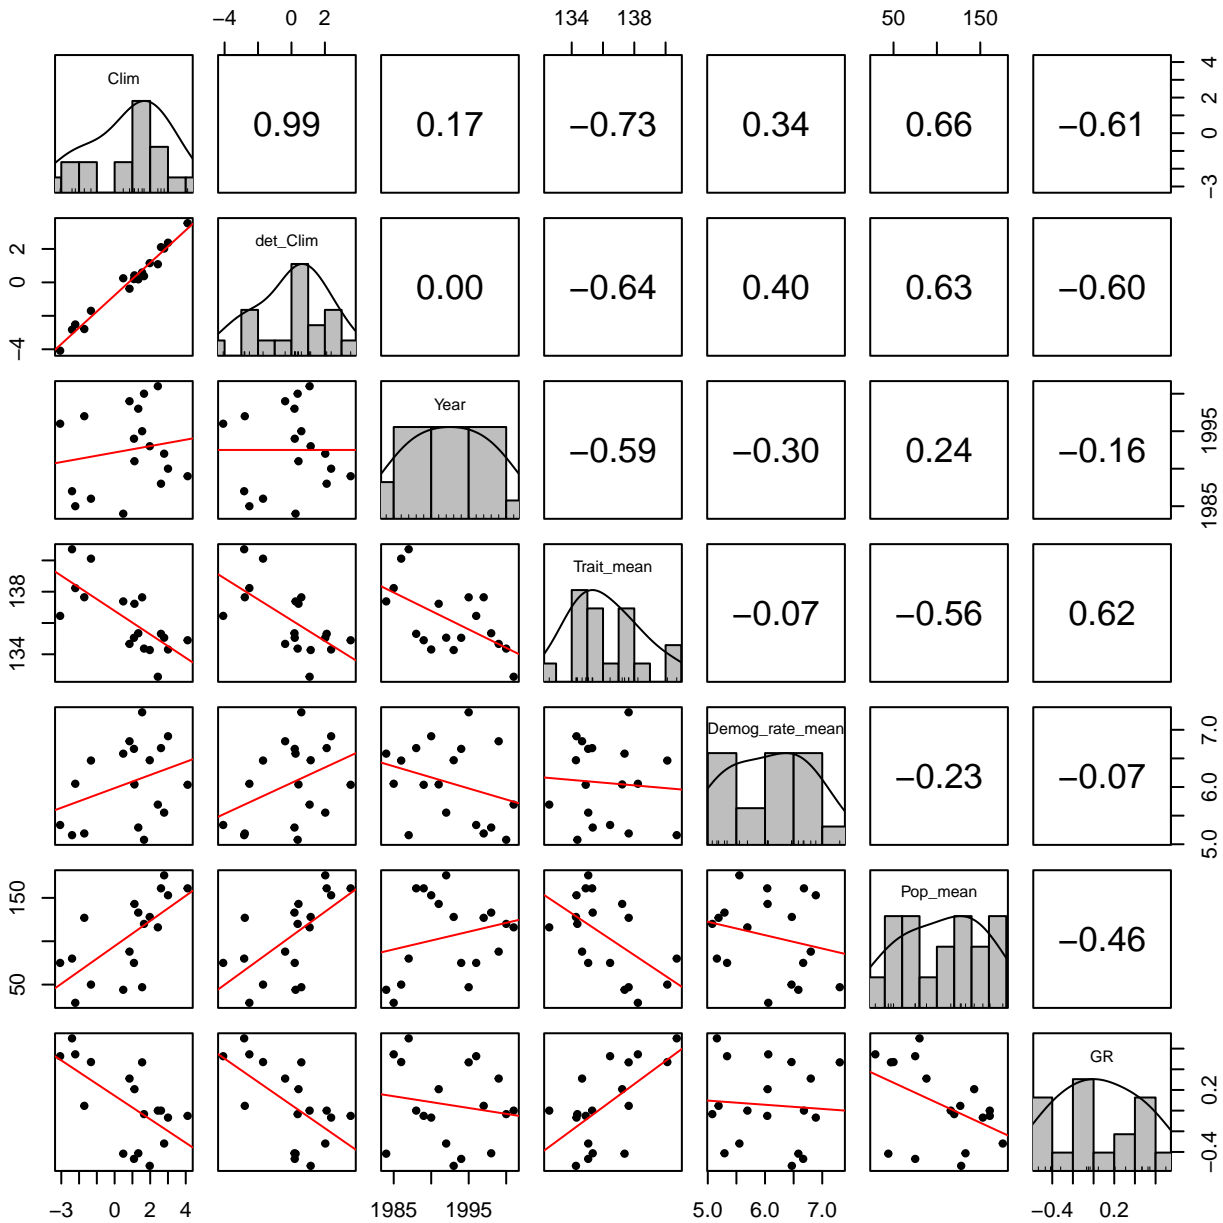 −4 0 2 134 138 50 150
Clim 0.99 0.17 −0.73 0.34 0.66 −0.61 −3 0 2 4
−4 0 2 det_Clim 0.00 −0.64 0.40 0.63 −0.60
Year −0.59 −0.30 0.24 −0.16 1985 1995
134 138 Trait_mean −0.07 −0.56 0.62
Demog_rate_mean −0.23 −0.07 5.0 6.0 7.0
50 150 Pop_mean −0.46
GR −0.4 0.2
−3 0 2 4 1985 1995 5.0 6.0 7.0 −0.4 0.2